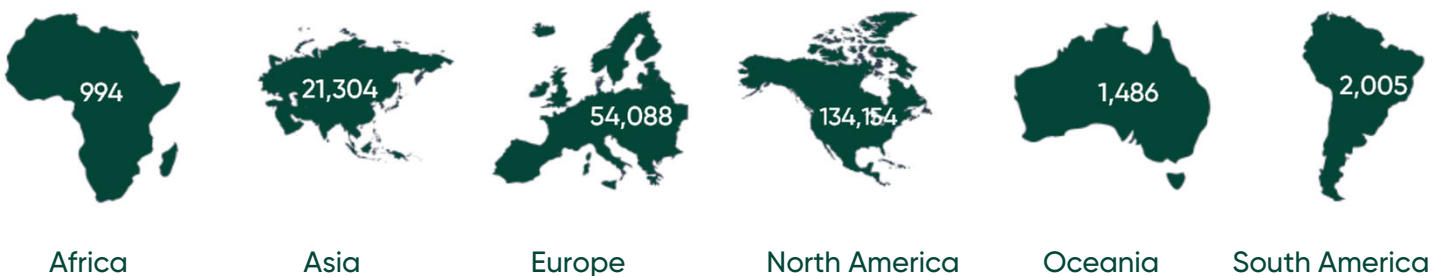 994
21,304
54,088
134,154
1,486
2,005
Africa
Asia
Europe
North America
Oceania
South America